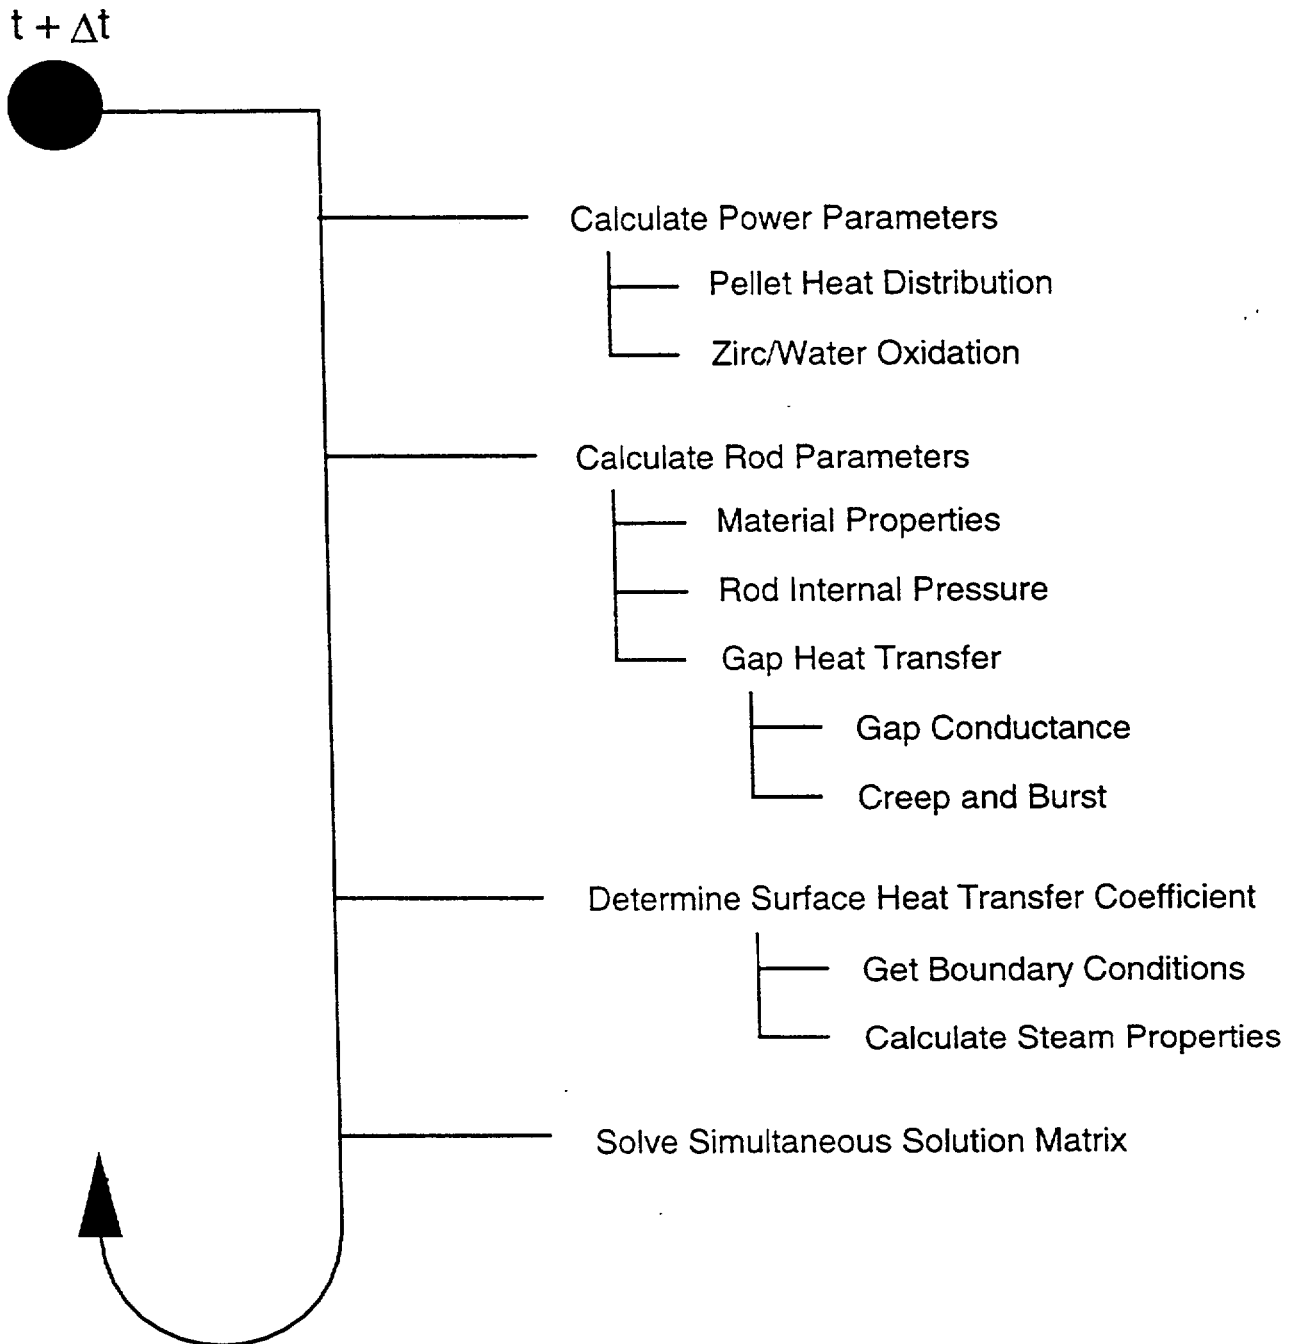 t + Δt
Calculate Power Parameters
Pellet Heat Distribution
Zirc/Water Oxidation
Calculate Rod Parameters
Material Properties
Rod Internal Pressure
Gap Heat Transfer
Gap Conductance
Creep and Burst
Determine Surface Heat Transfer Coefficient
Get Boundary Conditions
Calculate Steam Properties
Solve Simultaneous Solution Matrix